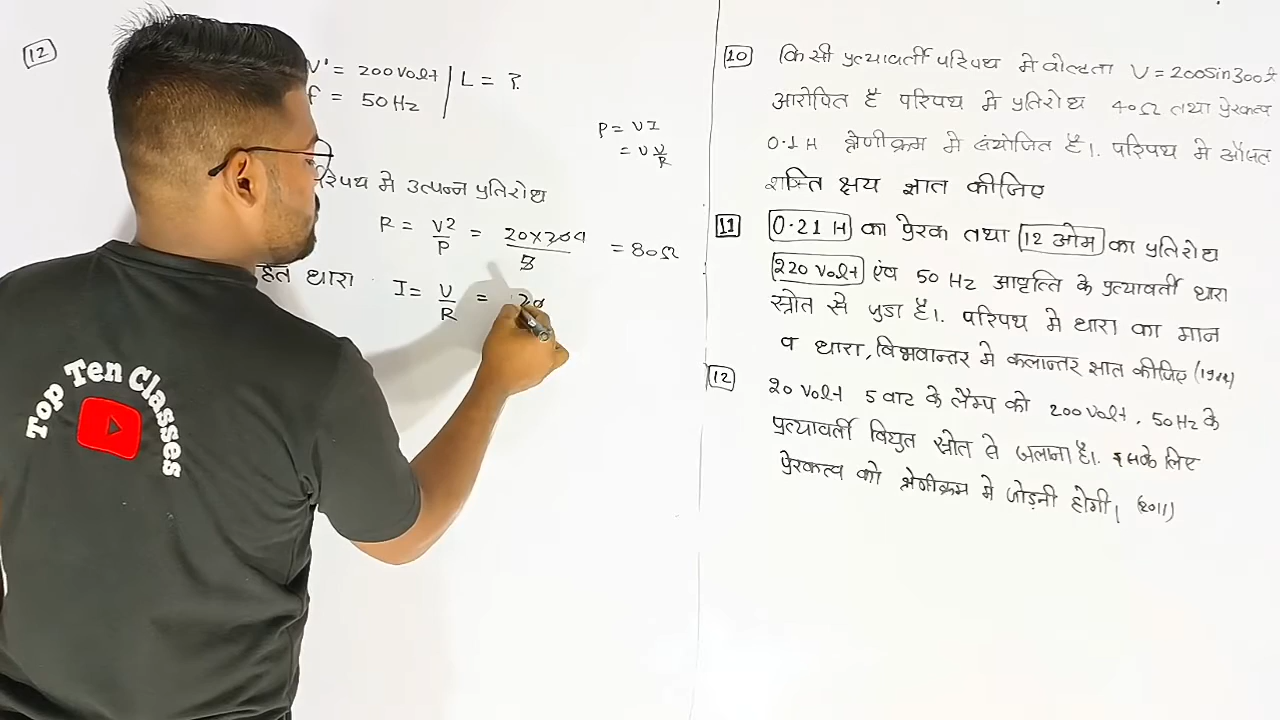 12
V' = 200 Volt | L = ?
f = 50 Hz
P = VI
= V V/R
परिपथ मे उत्पन्न प्रतिरोध
R = V²/P = 20×20/5 = 80Ω
धारा I = V/R = 20
Top Ten Classes
10 किसी प्रत्यावर्ती परिपथ मे वोल्टता V = 200sin300t
आरोपित है परिपथ मे प्रतिरोध 40Ω तथा प्रेरकत्व
0.1 H श्रेणीक्रम मे संयोजित है। परिपथ मे औसत
शक्ति क्षय ज्ञात कीजिए
11 0.21 H का प्रेरक तथा 12 ओम का प्रतिरोध
220 Volt एंव 50 Hz आवृत्ति के प्रत्यावर्ती धारा
स्रोत से जुडा है। परिपथ मे धारा का मान
व धारा, विभवान्तर मे कलान्तर ज्ञात कीजिए
12 20 Volt 5 वाट के लैम्प को 200 Volt, 50 Hz के
प्रत्यावर्ती विद्युत स्रोत से जलाना है। इसके लिए
प्रेरकत्व को श्रेणीक्रम मे जोड़नी होगी। (2011)